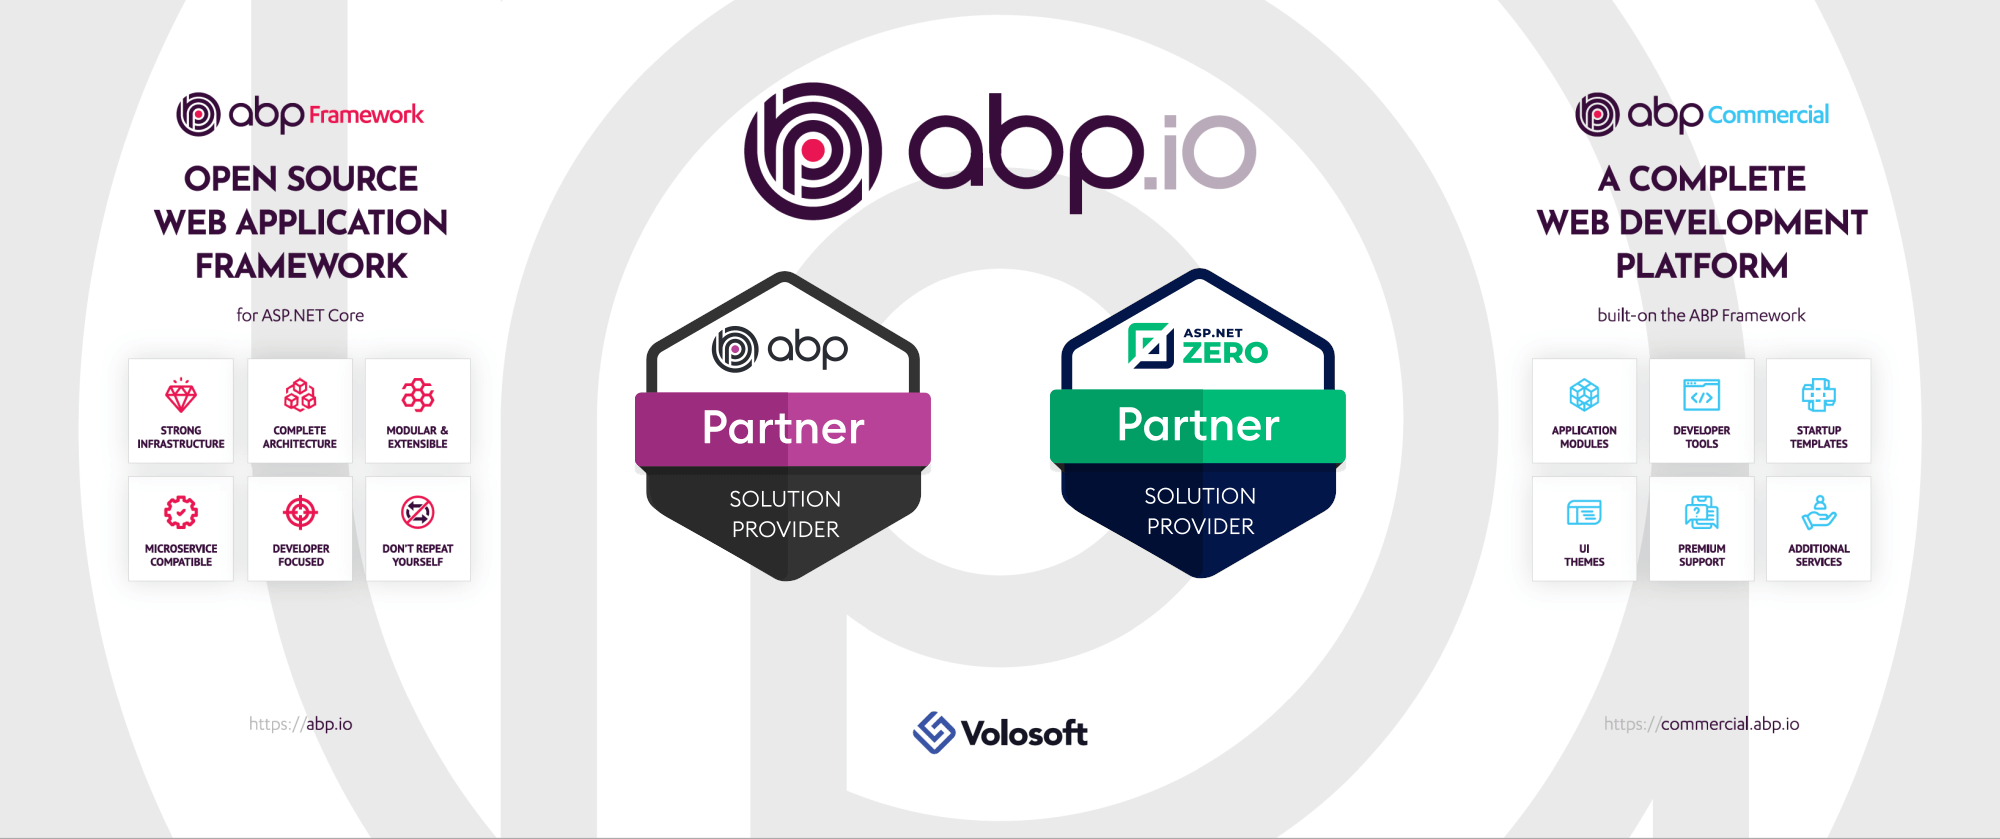 abp Framework
OPEN SOURCE
WEB APPLICATION
FRAMEWORK
for ASP.NET Core
STRONG
INFRASTRUCTURE
COMPLETE
ARCHITECTURE
MODULAR &
EXTENSIBLE
MICROSERVICE
COMPATIBLE
DEVELOPER
FOCUSED
DON'T REPEAT
YOURSELF
https://abp.io
abp.io
abp
Partner
SOLUTION
PROVIDER
ASP.NET
ZERO
Partner
SOLUTION
PROVIDER
Volosoft
abp Commercial
A COMPLETE
WEB DEVELOPMENT
PLATFORM
built-on the ABP Framework
APPLICATION
MODULES
DEVELOPER
TOOLS
STARTUP
TEMPLATES
UI
THEMES
PREMIUM
SUPPORT
ADDITIONAL
SERVICES
https://commercial.abp.io